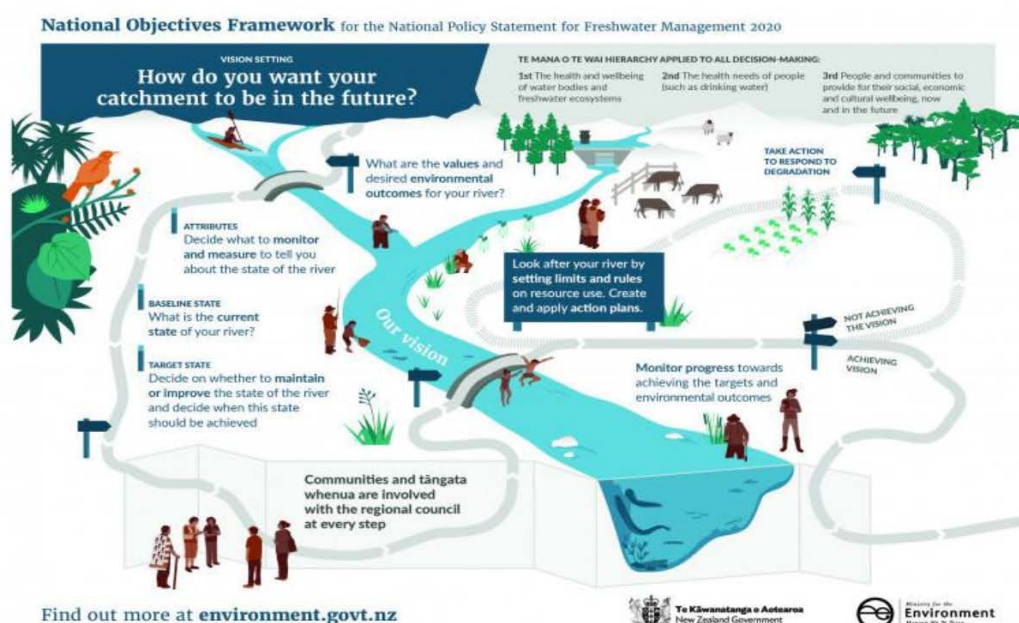 National Objectives Framework for the National Policy Statement for Freshwater Management 2020
VISION SETTING
How do you want your
catchment to be in the future?
TE MANA O TE WAI HIERARCHY APPLIED TO ALL DECISION-MAKING:
1st The health and wellbeing
of water bodies and
freshwater ecosystems
2nd The health needs of people
(such as drinking water)
3rd People and communities to
provide for their social, economic
and cultural wellbeing, now
and in the future
What are the values and
desired environmental
outcomes for your river?
TAKE ACTION
TO RESPOND TO
DEGRADATION
ATTRIBUTES
Decide what to monitor
and measure to tell you
about the state of the river
Look after your river by
setting limits and rules
on resource use. Create
and apply action plans.
BASELINE STATE
What is the current
state of your river?
Our vision
NOT ACHIEVING
THE VISION
ACHIEVING
VISION
TARGET STATE
Decide on whether to maintain
or improve the state of the river
and decide when this state
should be achieved
Monitor progress towards
achieving the targets and
environmental outcomes
Communities and tāngata
whenua are involved
with the regional council
at every step
Find out more at environment.govt.nz
Te Kāwanatanga o Aotearoa
New Zealand Government
Ministry for the
Environment